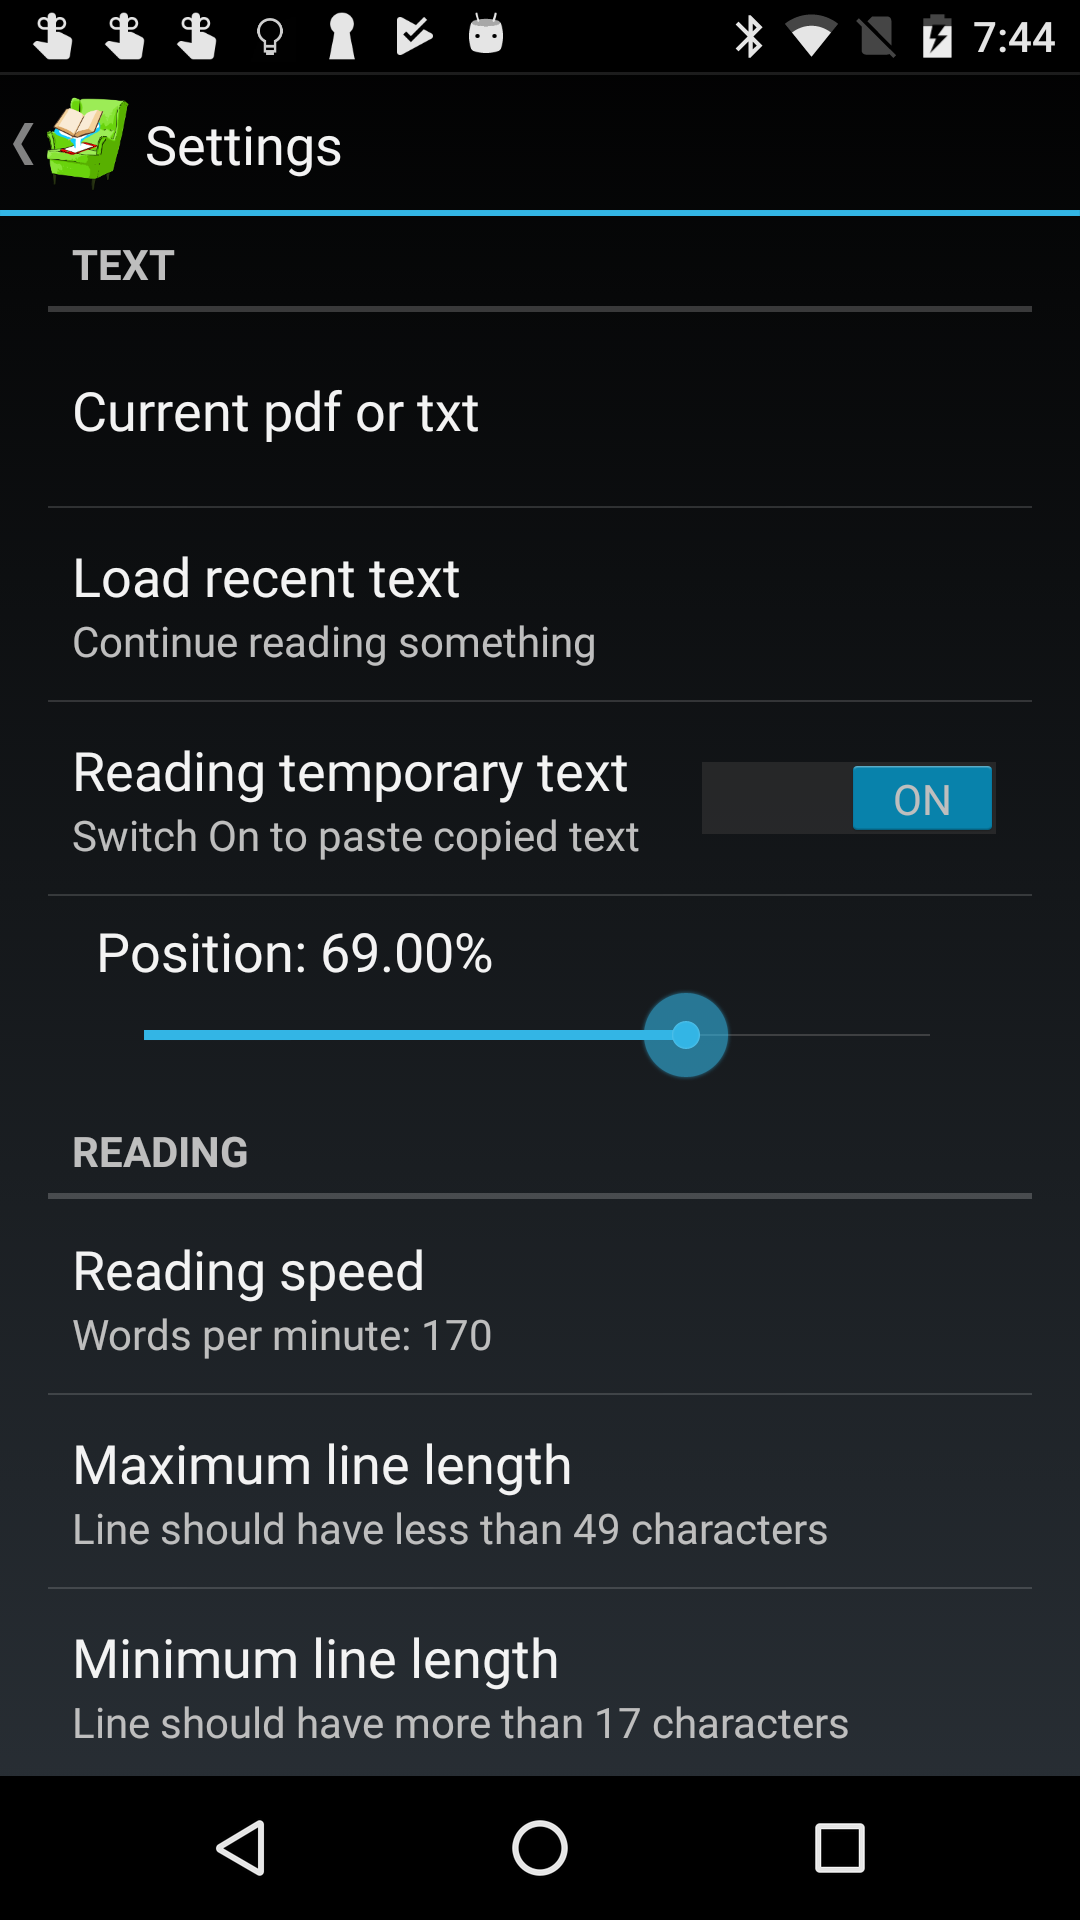 7:44
Settings
TEXT
Current pdf or txt
Load recent text
Continue reading something
Reading temporary text
Switch On to paste copied text
ON
Position: 69.00%
READING
Reading speed
Words per minute: 170
Maximum line length
Line should have less than 49 characters
Minimum line length
Line should have more than 17 characters